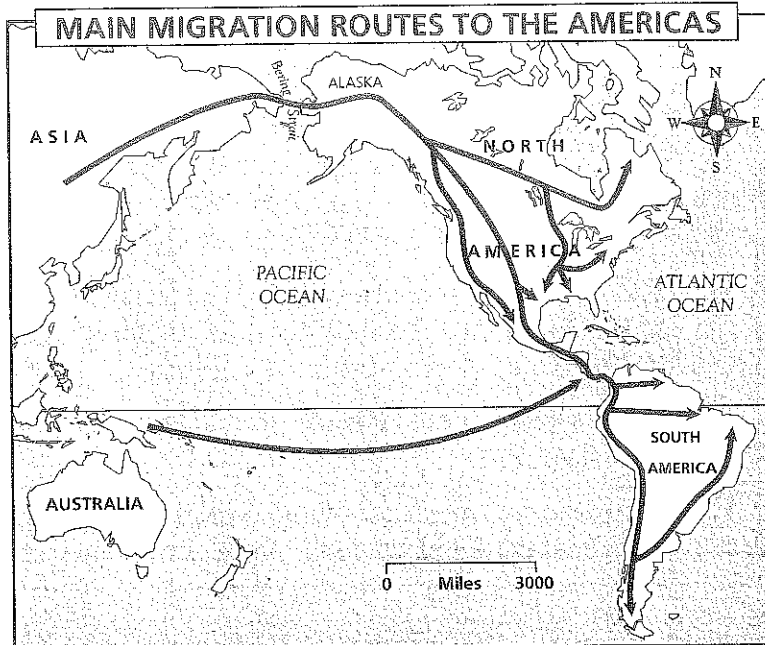 MAIN MIGRATION ROUTES TO THE AMERICAS
Bering
Strait
ALASKA
N
W E
S
ASIA
NORTH
AMERICA
PACIFIC
OCEAN
ATLANTIC
OCEAN
SOUTH
AMERICA
AUSTRALIA
0 Miles 3000